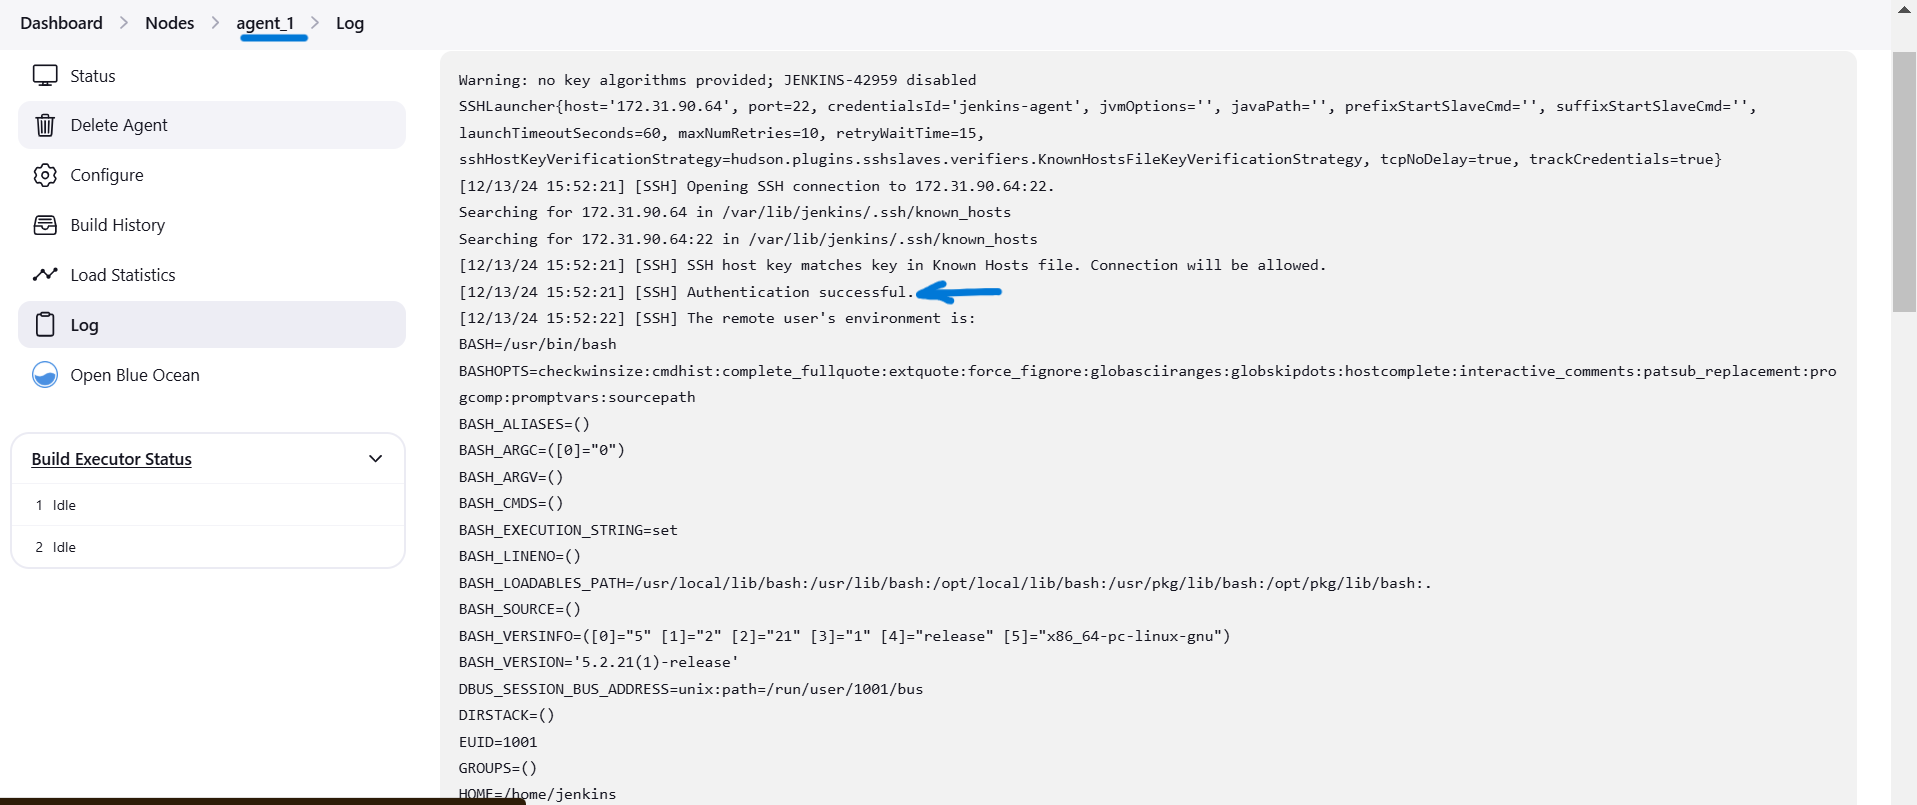 Dashboard > Nodes > agent_1 > Log
Status
Delete Agent
Configure
Build History
Load Statistics
Log
Open Blue Ocean
Build Executor Status
1 Idle
2 Idle
Warning: no key algorithms provided; JENKINS-42959 disabled
SSHLauncher{host='172.31.90.64', port=22, credentialsId='jenkins-agent', jvmOptions='', javaPath='', prefixStartSlaveCmd='', suffixStartSlaveCmd='',
launchTimeoutSeconds=60, maxNumRetries=10, retryWaitTime=15,
sshHostKeyVerificationStrategy=hudson.plugins.sshslaves.verifiers.KnownHostsFileKeyVerificationStrategy, tcpNoDelay=true, trackCredentials=true}
[12/13/24 15:52:21] [SSH] Opening SSH connection to 172.31.90.64:22.
Searching for 172.31.90.64 in /var/lib/jenkins/.ssh/known_hosts
Searching for 172.31.90.64:22 in /var/lib/jenkins/.ssh/known_hosts
[12/13/24 15:52:21] [SSH] SSH host key matches key in Known Hosts file. Connection will be allowed.
[12/13/24 15:52:21] [SSH] Authentication successful.
[12/13/24 15:52:22] [SSH] The remote user's environment is:
BASH=/usr/bin/bash
BASHOPTS=checkwinsize:cmdhist:complete_fullquote:extquote:force_fignore:globasciiranges:globskipdots:hostcomplete:interactive_comments:patsub_replacement:pro
gcomp:promptvars:sourcepath
BASH_ALIASES=()
BASH_ARGC=([0]="0")
BASH_ARGV=()
BASH_CMDS=()
BASH_EXECUTION_STRING=set
BASH_LINENO=()
BASH_LOADABLES_PATH=/usr/local/lib/bash:/usr/lib/bash:/opt/local/lib/bash:/usr/pkg/lib/bash:/opt/pkg/lib/bash:.
BASH_SOURCE=()
BASH_VERSINFO=([0]="5" [1]="2" [2]="21" [3]="1" [4]="release" [5]="x86_64-pc-linux-gnu")
BASH_VERSION='5.2.21(1)-release'
DBUS_SESSION_BUS_ADDRESS=unix:path=/run/user/1001/bus
DIRSTACK=()
EUID=1001
GROUPS=()
HOME=/home/jenkins